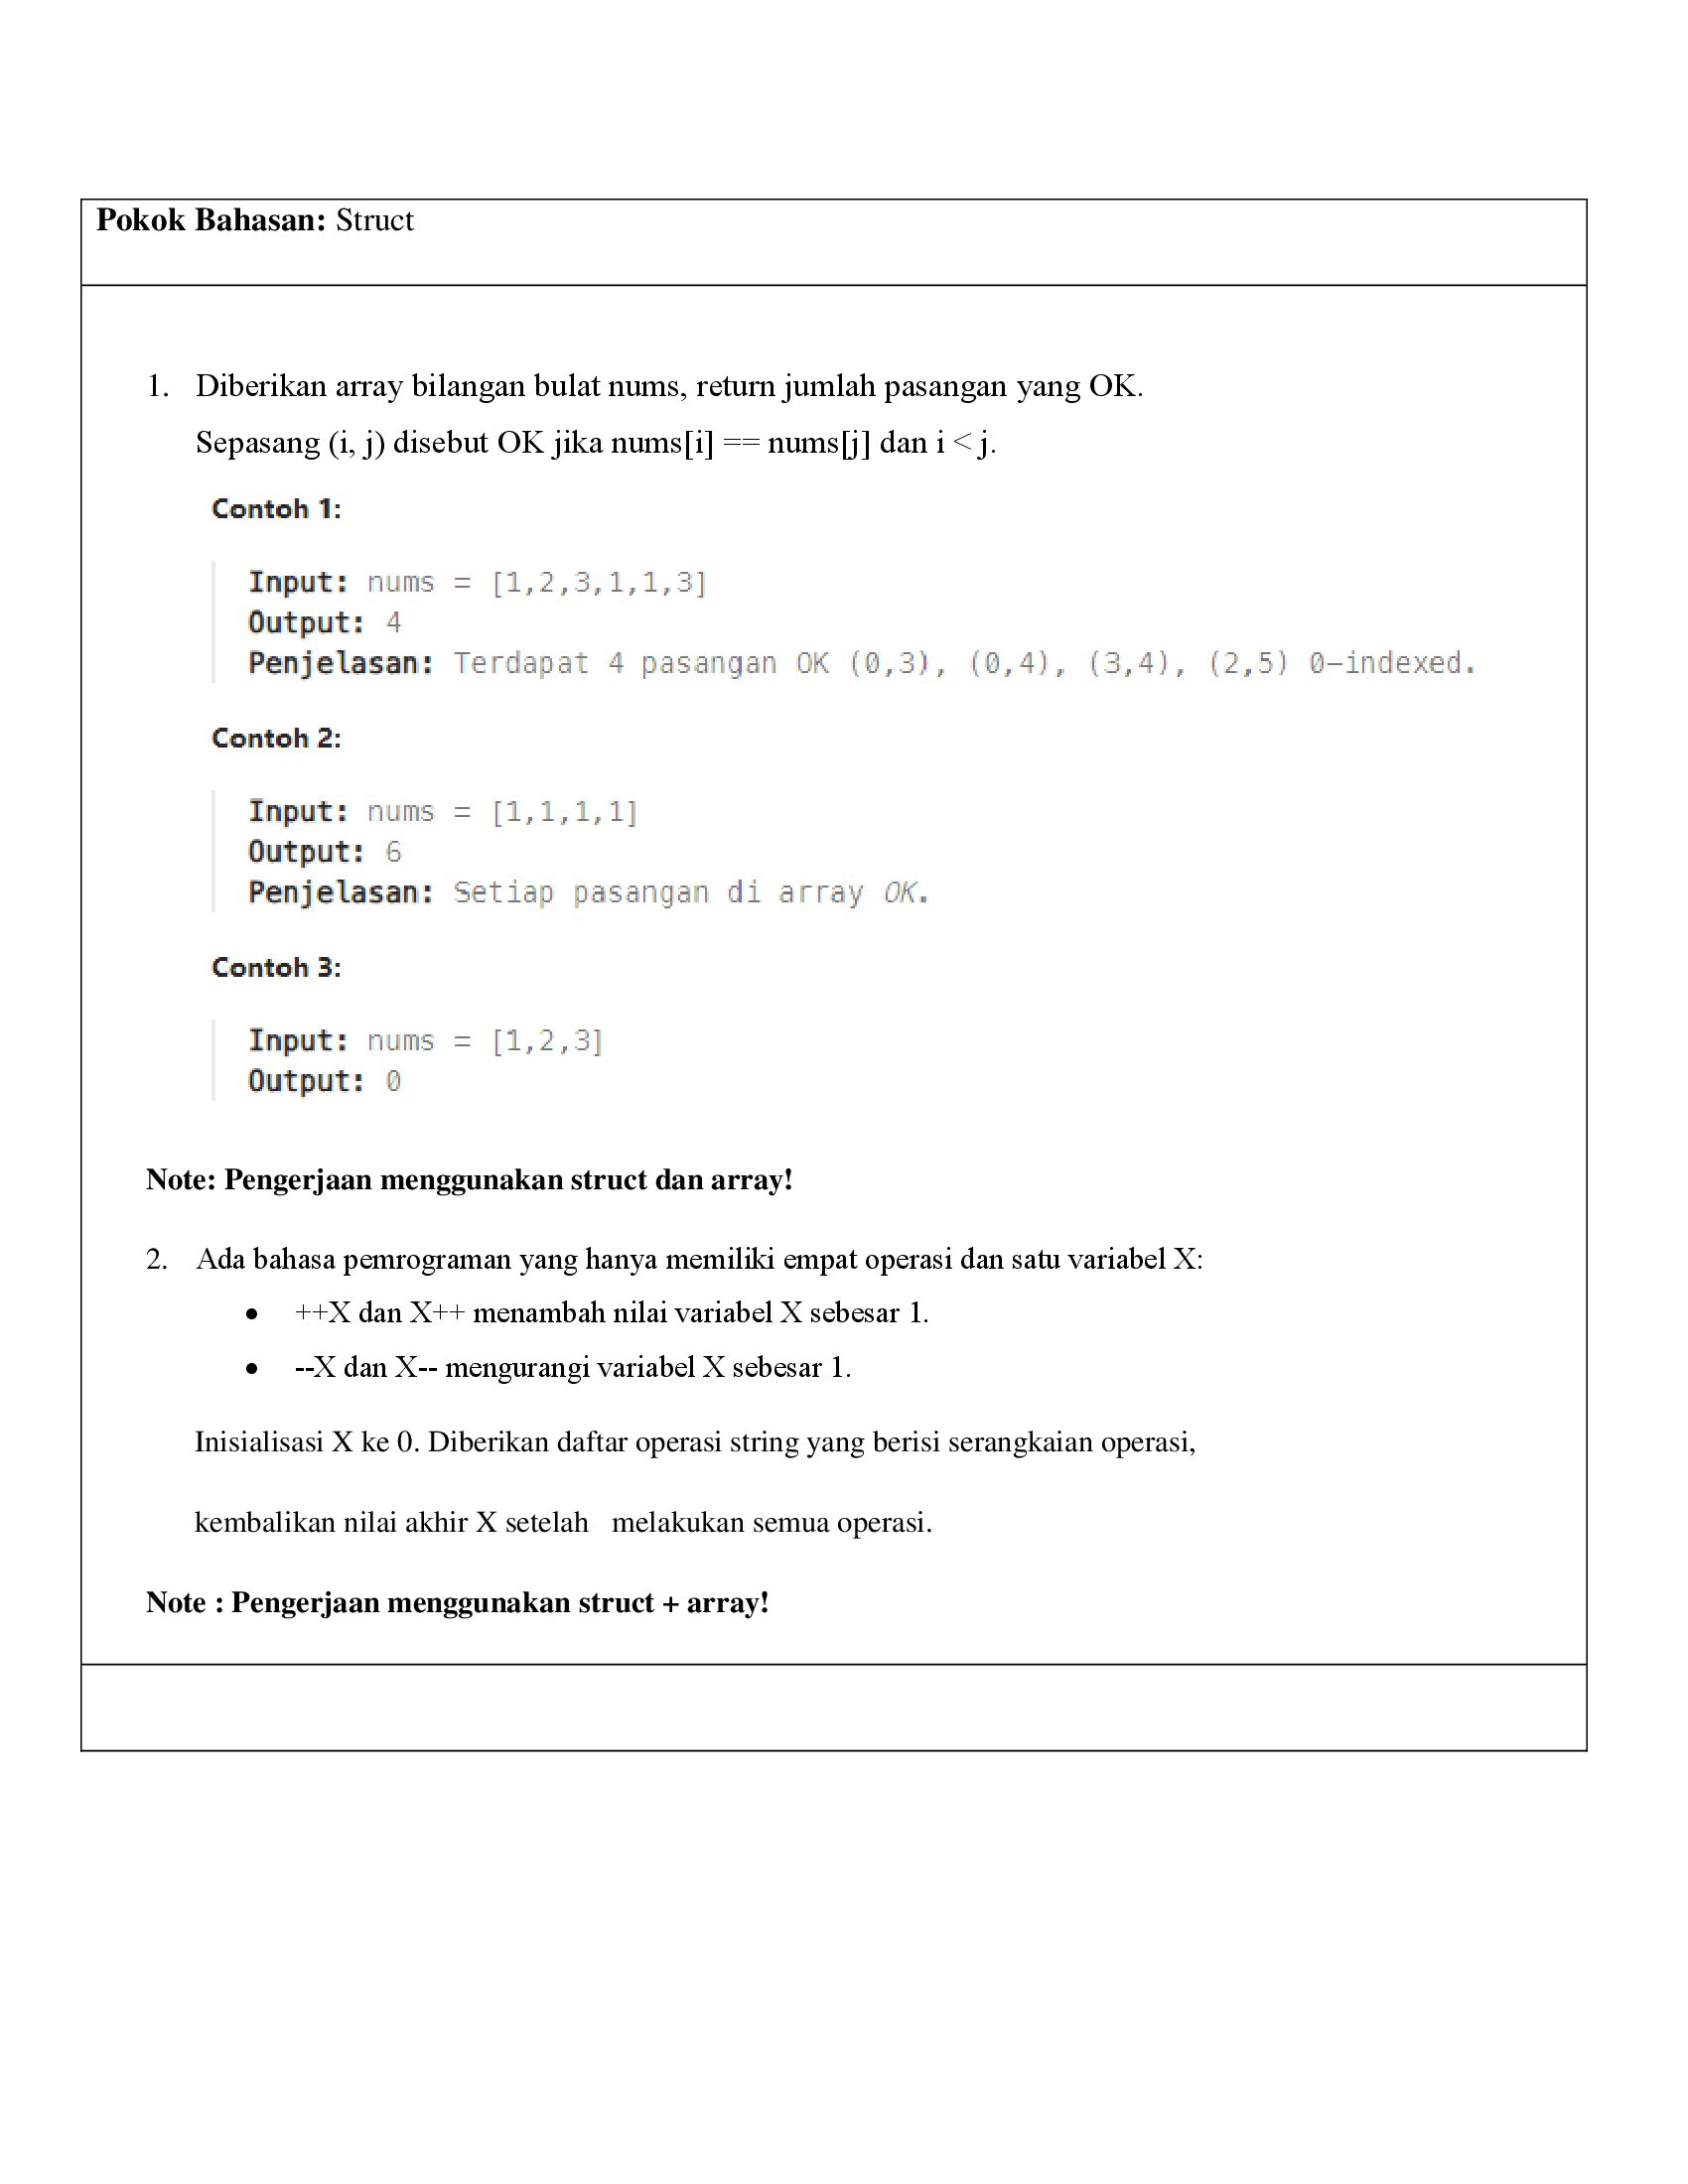 Pokok Bahasan: Struct
1. Diberikan array bilangan bulat nums, return jumlah pasangan yang OK.
Sepasang (i, j) disebut OK jika nums[i] == nums[j] dan i < j.
Contoh 1:
Input: nums = [1,2,3,1,1,3]
Output: 4
Penjelasan: Terdapat 4 pasangan OK (0,3), (0,4), (3,4), (2,5) 0-indexed.
Contoh 2:
Input: nums = [1,1,1,1]
Output: 6
Penjelasan: Setiap pasangan di array OK.
Contoh 3:
Input: nums = [1,2,3]
Output: 0
Note: Pengerjaan menggunakan struct dan array!
2. Ada bahasa pemrograman yang hanya memiliki empat operasi dan satu variabel X:
• ++X dan X++ menambah nilai variabel X sebesar 1.
• --X dan X-- mengurangi variabel X sebesar 1.
Inisialisasi X ke 0. Diberikan daftar operasi string yang berisi serangkaian operasi,
kembalikan nilai akhir X setelah melakukan semua operasi.
Note : Pengerjaan menggunakan struct + array!